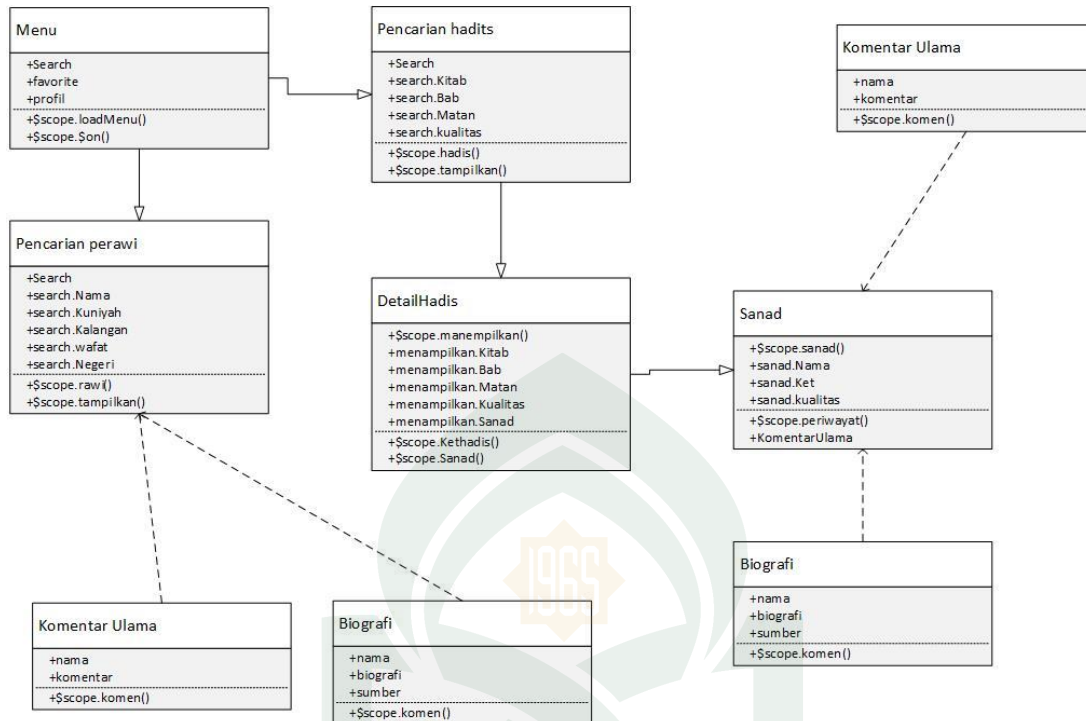 Menu
+Search
+favorite
+profil
+$scope.loadMenu()
+$scope.$on()
Pencarian hadits
+Search
+search.Kitab
+search.Bab
+search.Matan
+search.kualitas
+$scope.hadis()
+$scope.tampilkan()
Komentar Ulama
+nama
+komentar
+$scope.komen()
Pencarian perawi
+Search
+search.Nama
+search.Kuniyah
+search.Kalangan
+search.wafat
+search.Negeri
+$scope.rawi()
+$scope.tampilkan()
DetailHadis
+$scope.manempilkan()
+menampilkan.Kitab
+menampilkan.Bab
+menampilkan.Matan
+menampilkan.Kualitas
+menampilkan.Sanad
+$scope.Kethadis()
+$scope.Sanad()
Sanad
+$scope.sanad()
+sanad.Nama
+sanad.Ket
+sanad.kualitas
+$scope.periwayat()
+KomentarUlama
1965
Biografi
+nama
+biografi
+sumber
+$scope.komen()
Komentar Ulama
+nama
+komentar
+$scope.komen()
Biografi
+nama
+biografi
+sumber
+$scope.komen()